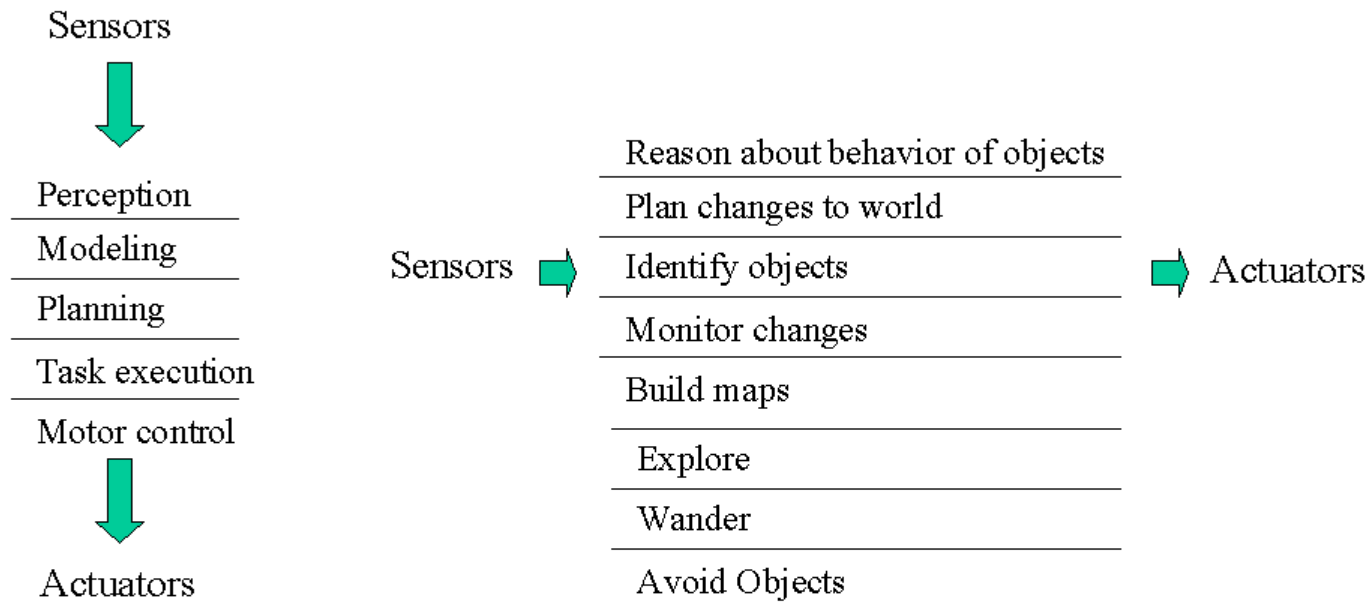 Sensors
Perception
Modeling
Planning
Task execution
Motor control
Actuators
Sensors
Reason about behavior of objects
Plan changes to world
Identify objects
Monitor changes
Build maps
Explore
Wander
Avoid Objects
Actuators